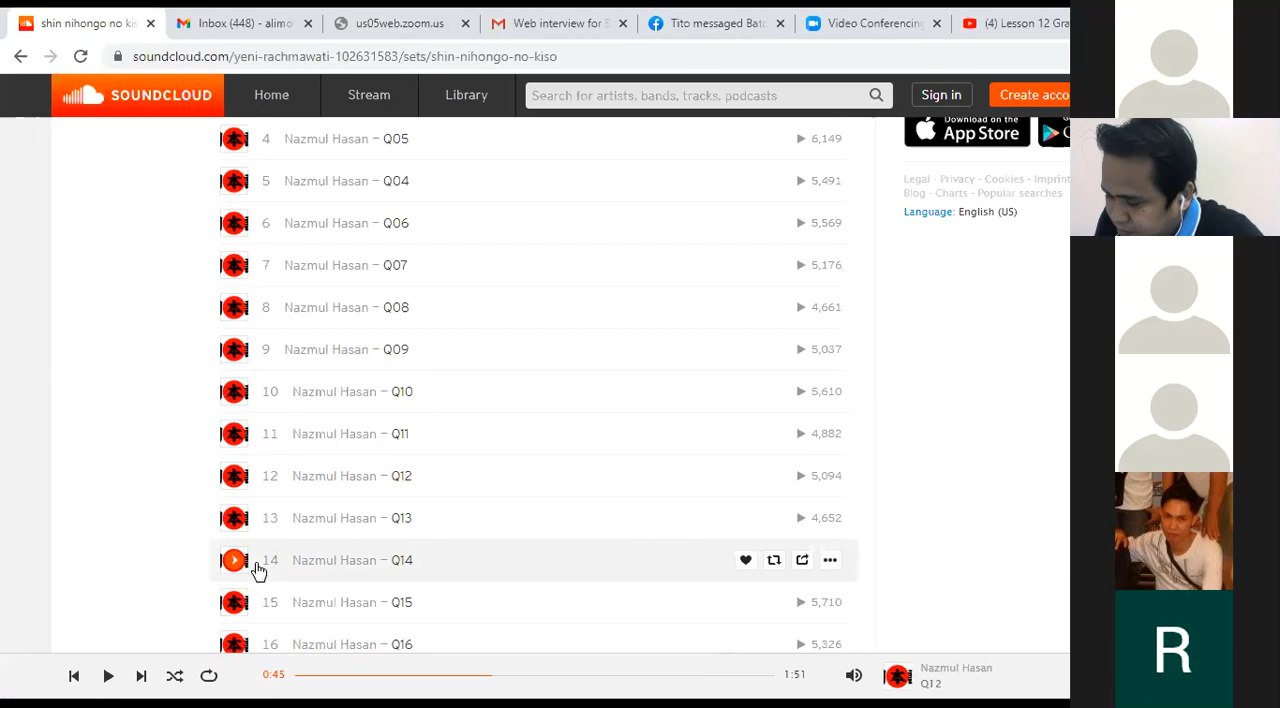 shin nihongo no kis
Inbox (448) - alimo
us05web.zoom.us
Web interview for S
Tito messaged Bat
Video Conferencing
(4) Lesson 12 Gra
soundcloud.com/yeni-rachmawati-102631583/sets/shin-nihongo-no-kiso
SOUNDCLOUD
Home
Stream
Library
Search for artists, bands, tracks, podcasts
Sign in
Create acco
4 Nazmul Hasan – Q05 6,149
5 Nazmul Hasan – Q04 5,491
6 Nazmul Hasan – Q06 5,569
7 Nazmul Hasan – Q07 5,176
8 Nazmul Hasan – Q08 4,661
9 Nazmul Hasan – Q09 5,037
10 Nazmul Hasan – Q10 5,610
11 Nazmul Hasan – Q11 4,882
12 Nazmul Hasan – Q12 5,094
13 Nazmul Hasan – Q13 4,652
14 Nazmul Hasan – Q14
15 Nazmul Hasan – Q15 5,710
16 Nazmul Hasan – Q16 5,326
Download on the
App Store
Legal - Privacy - Cookies - Imprint
Blog - Charts - Popular searches
Language: English (US)
0:45
1:51
Nazmul Hasan
Q12
R